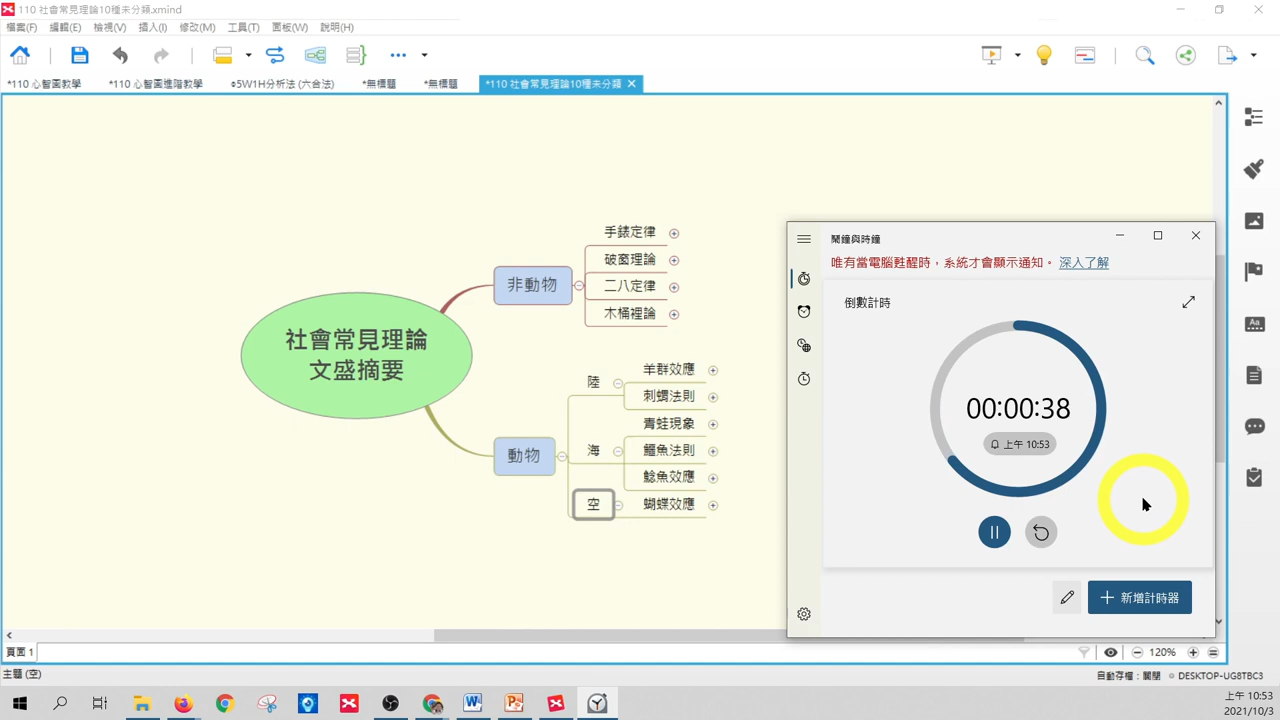 110 社會常見理論10種未分類.xmind
檔案(F) 編輯(E) 檢視(V) 插入(I) 修改(M) 工具(T) 面板(W) 說明(H)
*110 心智圖教學 *110 心智圖進階教學 ¢5W1H分析法 (六合法) *無標題 *無標題 *110 社會常見理論10種未分類
社會常見理論
文盛摘要
非動物
手錶定律
破窗理論
二八定律
木桶裡論
動物
陸
羊群效應
刺蝟法則
海
青蛙現象
鱷魚法則
鯰魚效應
空
蝴蝶效應
鬧鐘與時鐘
唯有當電腦甦醒時，系統才會顯示通知。 深入了解
倒數計時
00:00:38
上午 10:53
新增計時器
Aa
頁面 1
120%
主題 (空)
自動存檔：關閉 DESKTOP-UG8TBC3
上午 10:53
2021/10/3